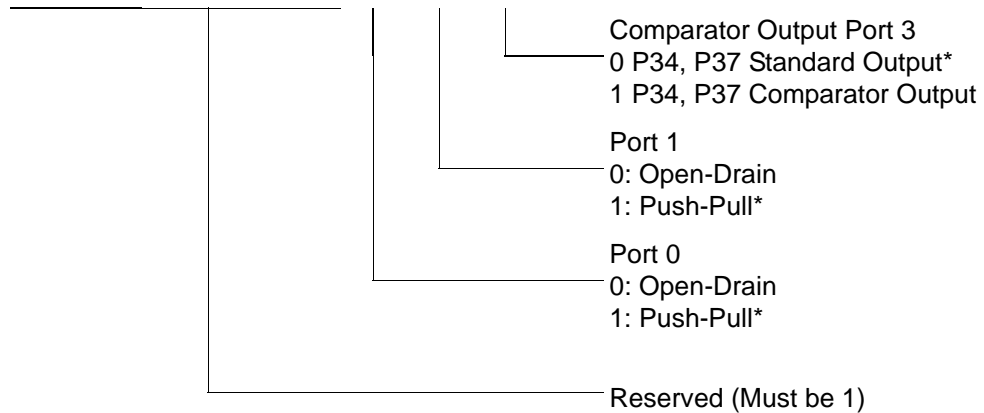 Comparator Output Port 3
0 P34, P37 Standard Output*
1 P34, P37 Comparator Output
Port 1
0: Open-Drain
1: Push-Pull*
Port 0
0: Open-Drain
1: Push-Pull*
Reserved (Must be 1)